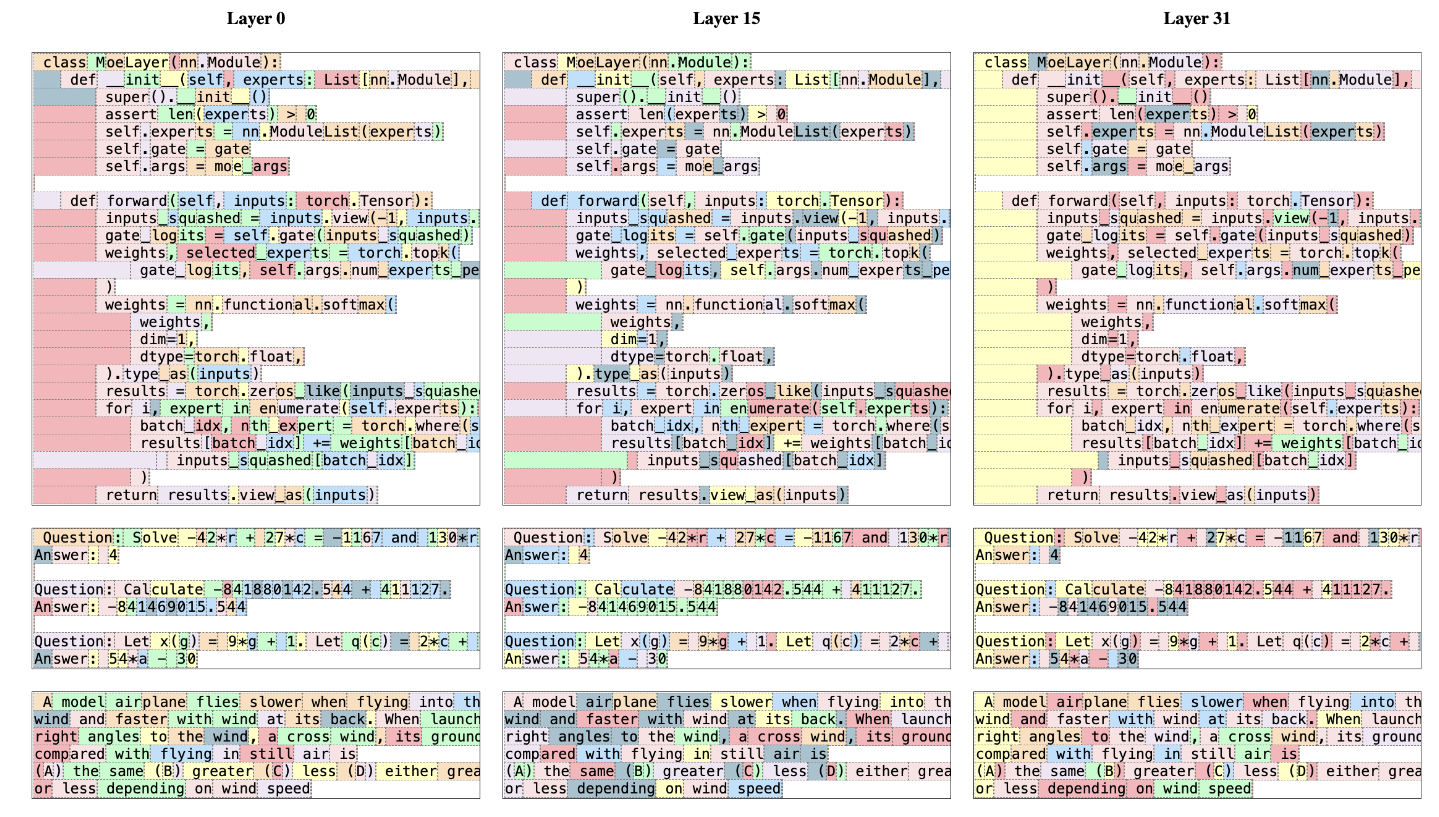 Layer 0
class MoeLayer(nn.Module):
def __init__(self, experts: List[nn.Module],
super().__init__()
assert len(experts) > 0
self.experts = nn.ModuleList(experts)
self.gate = gate
self.args = moe_args
def forward(self, inputs: torch.Tensor):
inputs_squashed = inputs.view(-1, inputs.
gate_logits = self.gate(inputs_squashed)
weights, selected_experts = torch.topk(
gate_logits, self.args.num_experts_pe
)
weights = nn.functional.softmax(
weights,
dim=1,
dtype=torch.float,
).type_as(inputs)
results = torch.zeros_like(inputs_squashe
for i, expert in enumerate(self.experts):
batch_idx, nth_expert = torch.where(s
results[batch_idx] += weights[batch_id
inputs_squashed[batch_idx]
)
return results.view_as(inputs)
Question: Solve -42*r + 27*c = -1167 and 130*r
Answer: 4
Question: Calculate -841880142.544 + 411127.
Answer: -841469015.544
Question: Let x(g) = 9*g + 1. Let q(c) = 2*c +
Answer: 54*a - 30
A model airplane flies slower when flying into th
wind and faster with wind at its back. When launch
right angles to the wind, a cross wind, its groun
compared with flying in still air is
(A) the same (B) greater (C) less (D) either grea
or less depending on wind speed
Layer 15
class MoeLayer(nn.Module):
def __init__(self, experts: List[nn.Module],
super().__init__()
assert len(experts) > 0
self.experts = nn.ModuleList(experts)
self.gate = gate
self.args = moe_args
def forward(self, inputs: torch.Tensor):
inputs_squashed = inputs.view(-1, inputs.
gate_logits = self.gate(inputs_squashed)
weights, selected_experts = torch.topk(
gate_logits, self.args.num_experts_pe
)
weights = nn.functional.softmax(
weights,
dim=1,
dtype=torch.float,
).type_as(inputs)
results = torch.zeros_like(inputs_squashe
for i, expert in enumerate(self.experts):
batch_idx, nth_expert = torch.where(s
results[batch_idx] += weights[batch_id
inputs_squashed[batch_idx]
)
return results.view_as(inputs)
Question: Solve -42*r + 27*c = -1167 and 130*r
Answer: 4
Question: Calculate -841880142.544 + 411127.
Answer: -841469015.544
Question: Let x(g) = 9*g + 1. Let q(c) = 2*c +
Answer: 54*a - 30
A model airplane flies slower when flying into th
wind and faster with wind at its back. When launch
right angles to the wind, a cross wind, its groun
compared with flying in still air is
(A) the same (B) greater (C) less (D) either grea
or less depending on wind speed
Layer 31
class MoeLayer(nn.Module):
def __init__(self, experts: List[nn.Module],
super().__init__()
assert len(experts) > 0
self.experts = nn.ModuleList(experts)
self.gate = gate
self.args = moe_args
def forward(self, inputs: torch.Tensor):
inputs_squashed = inputs.view(-1, inputs.
gate_logits = self.gate(inputs_squashed)
weights, selected_experts = torch.topk(
gate_logits, self.args.num_experts_pe
)
weights = nn.functional.softmax(
weights,
dim=1,
dtype=torch.float,
).type_as(inputs)
results = torch.zeros_like(inputs_squashe
for i, expert in enumerate(self.experts):
batch_idx, nth_expert = torch.where(s
results[batch_idx] += weights[batch_id
inputs_squashed[batch_idx]
)
return results.view_as(inputs)
Question: Solve -42*r + 27*c = -1167 and 130*r
Answer: 4
Question: Calculate -841880142.544 + 411127.
Answer: -841469015.544
Question: Let x(g) = 9*g + 1. Let q(c) = 2*c +
Answer: 54*a - 30
A model airplane flies slower when flying into th
wind and faster with wind at its back. When launch
right angles to the wind, a cross wind, its groun
compared with flying in still air is
(A) the same (B) greater (C) less (D) either grea
or less depending on wind speed